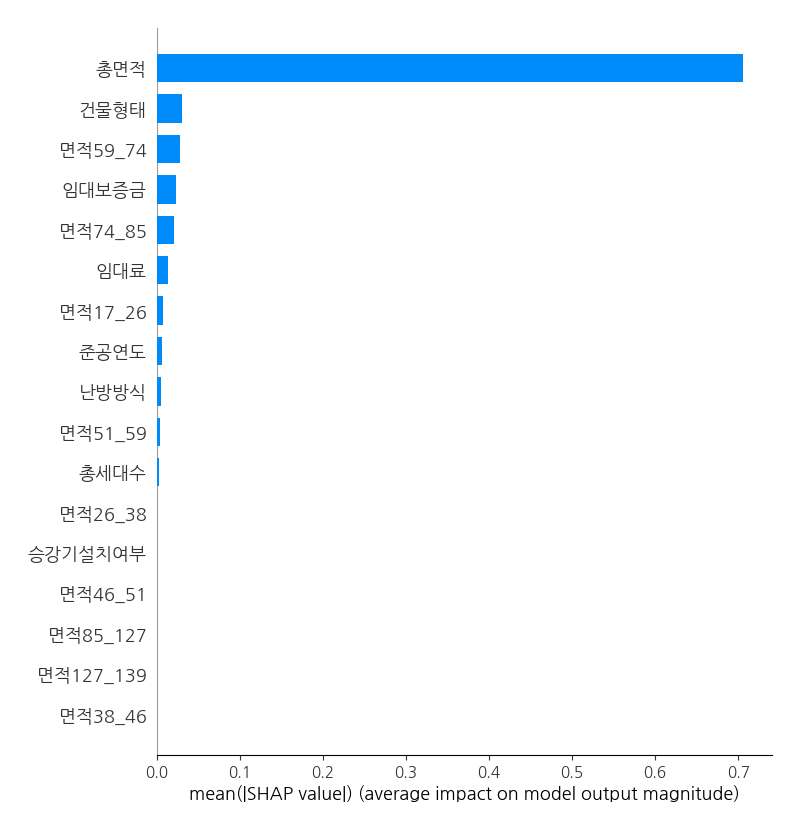 총면적
건물형태
면적59_74
임대보증금
면적74_85
임대료
면적17_26
준공연도
난방방식
면적51_59
총세대수
면적26_38
승강기설치여부
면적46_51
면적85_127
면적127_139
면적38_46
0.0 0.1 0.2 0.3 0.4 0.5 0.6 0.7
mean(|SHAP value|) (average impact on model output magnitude)